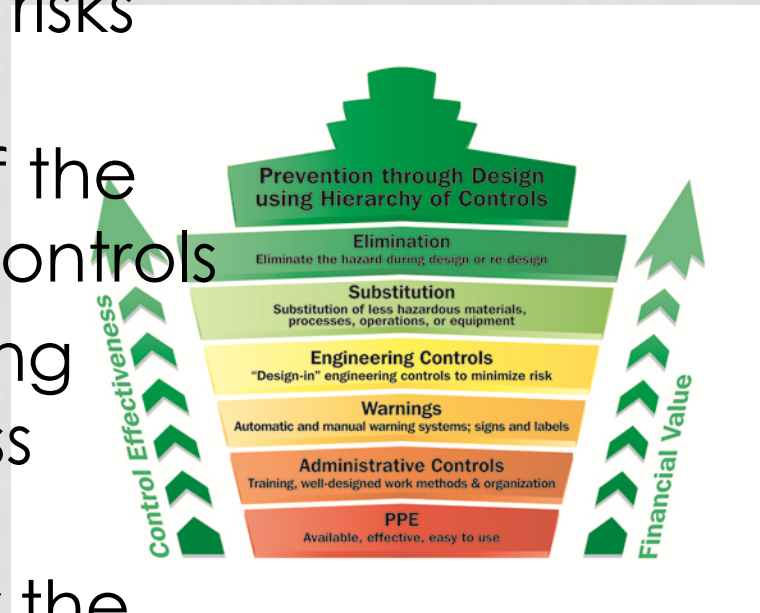 risks
f the
ontrols
ng
ss
the
Prevention through Design
using Hierarchy of Controls
Elimination
Eliminate the hazard during design or re-design
Substitution
Substitution of less hazardous materials,
processes, operations, or equipment
Engineering Controls
"Design-in" engineering controls to minimize risk
Warnings
Automatic and manual warning systems; signs and labels
Administrative Controls
Training, well-designed work methods & organization
PPE
Available, effective, easy to use
Control Effectiveness
Financial Value